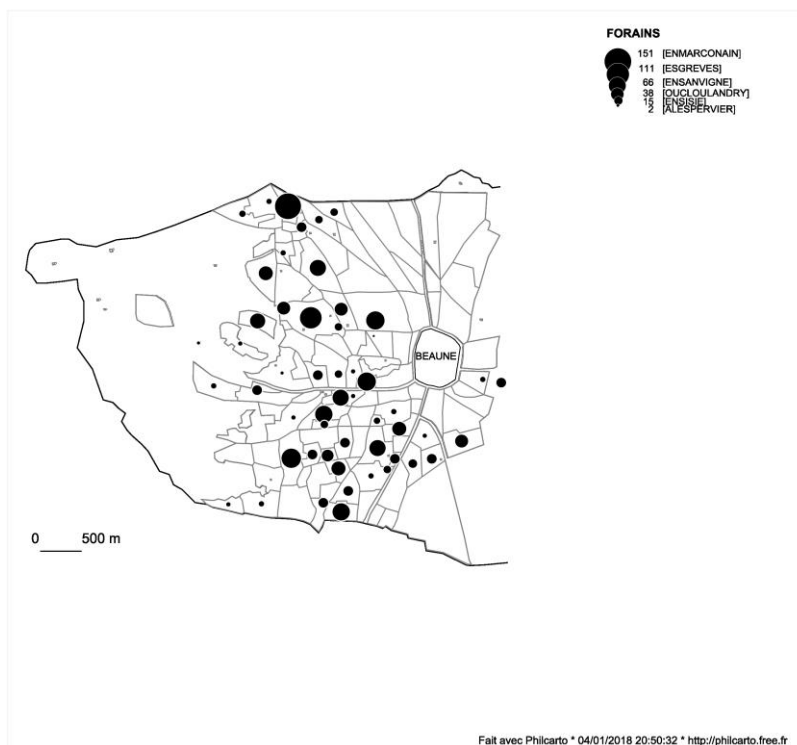 FORAINS
151 [ENMARCONAIN]
111 [ESGREVES]
66 [ENSANVIGNE]
38 [OUCLOULANDRY]
15 [ENSISIE]
2 [ALESPERVIER]
BEAUNE
0 500 m
Fait avec Philcarto * 04/01/2018 20:50:32 * http://philcarto.free.fr